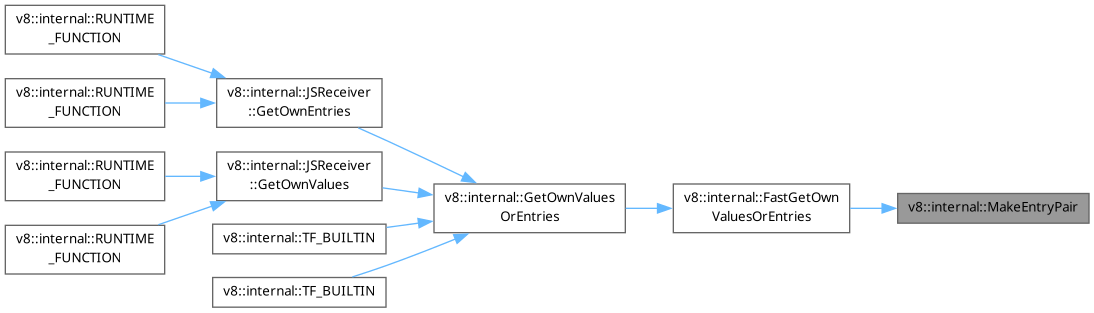 v8::internal::RUNTIME
_FUNCTION
v8::internal::RUNTIME
_FUNCTION
v8::internal::RUNTIME
_FUNCTION
v8::internal::RUNTIME
_FUNCTION
v8::internal::JSReceiver
::GetOwnEntries
v8::internal::JSReceiver
::GetOwnValues
v8::internal::TF_BUILTIN
v8::internal::TF_BUILTIN
v8::internal::GetOwnValues
OrEntries
v8::internal::FastGetOwn
ValuesOrEntries
v8::internal::MakeEntryPair